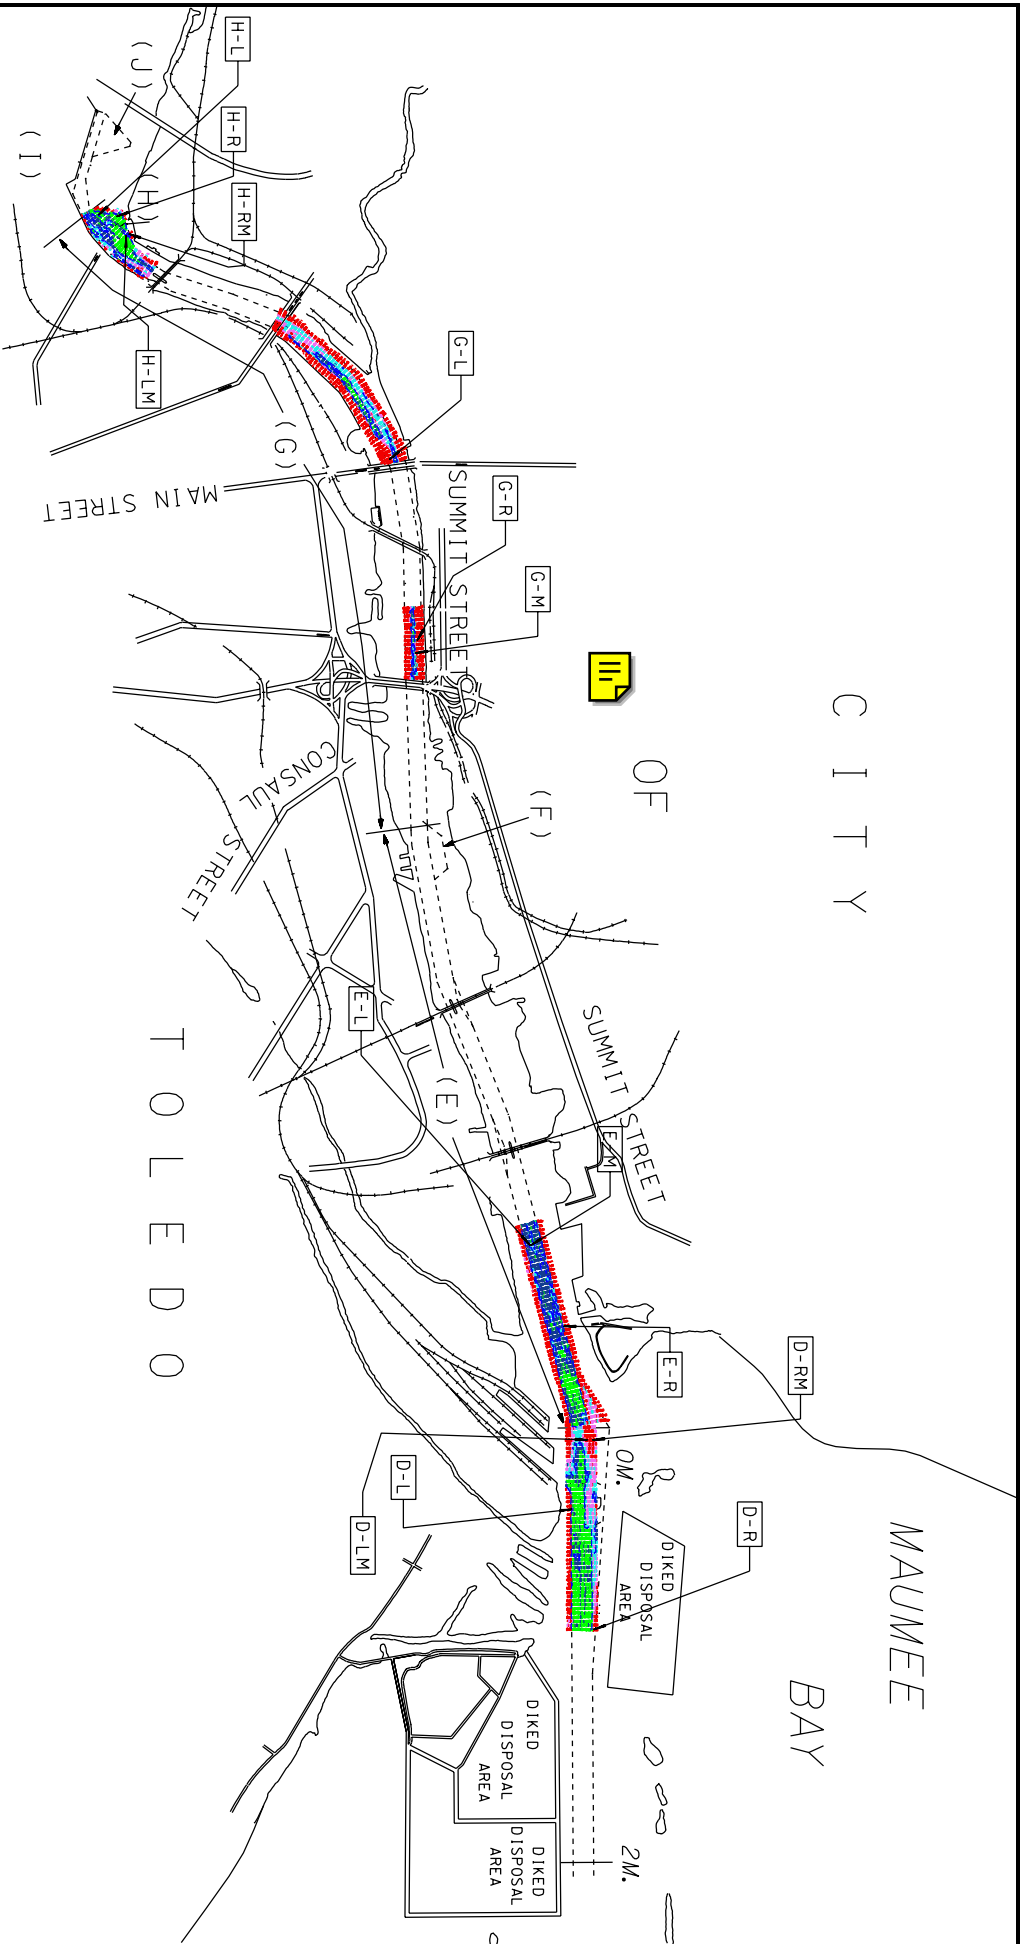 H-L
(J)
H-R
(I)
(H)
H-RM
H-LM
G-L
(G)
MAIN STREET
SUMMIT STREET
G-R
G-M
CITY
OF
TOLEDO
CONSAUL
STREET
(F)
E-L
(E)
SUMMIT STREET
E-M
E-R
D-RM
0M.
D-L
D-LM
D-R
DIKED
DISPOSAL
AREA
MAUMEE
BAY
DIKED
DISPOSAL
AREA
DIKED
DISPOSAL
AREA
2M.